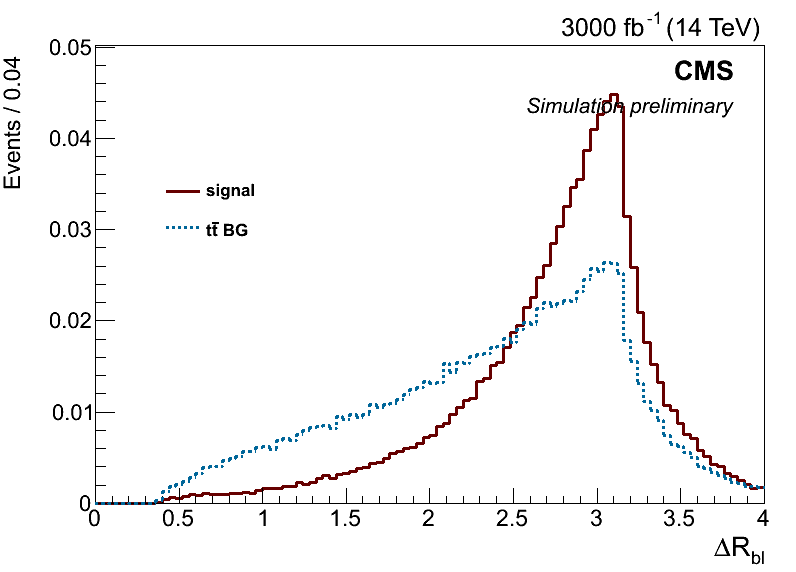 3000 fb⁻¹ (14 TeV)
CMS
Simulation preliminary
Events / 0.04
0.05
0.04
0.03
0.02
0.01
0
signal
tt̄ BG
0 0.5 1 1.5 2 2.5 3 3.5 4
ΔR_bl